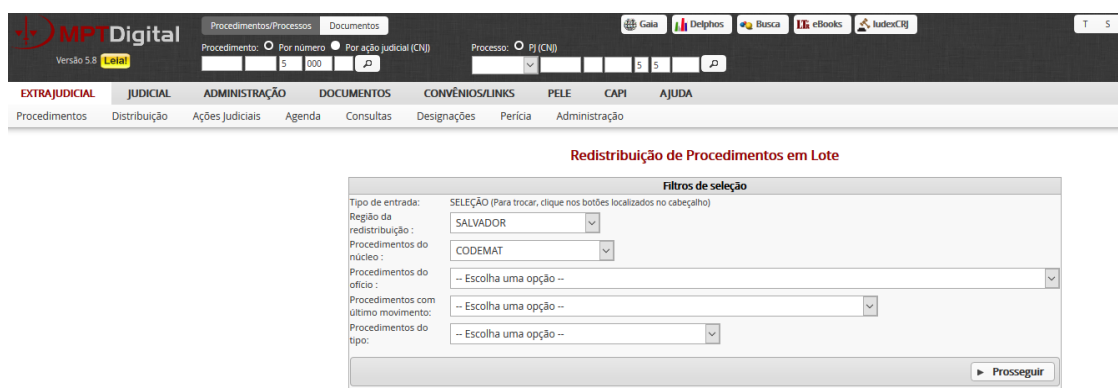 MPTDigital
Versão 5.8 Leia!
Procedimentos/Processos Documentos
Procedimento: Por número Por ação judicial (CNJ) Processo: PJ (CNJ)
5 000 5 5
Gaia Delphos Busca LTr eBooks IudexCRJ
T S
EXTRAJUDICIAL JUDICIAL ADMINISTRAÇÃO DOCUMENTOS CONVÊNIOS/LINKS PELE CAPI AJUDA
Procedimentos Distribuição Ações Judiciais Agenda Consultas Designações Perícia Administração
Redistribuição de Procedimentos em Lote
Filtros de seleção
Tipo de entrada: SELEÇÃO (Para trocar, clique nos botões localizados no cabeçalho)
Região da
redistribuição : SALVADOR
Procedimentos do
núcleo : CODEMAT
Procedimentos do
ofício : -- Escolha uma opção --
Procedimentos com
último movimento: -- Escolha uma opção --
Procedimentos do
tipo: -- Escolha uma opção --
Prosseguir